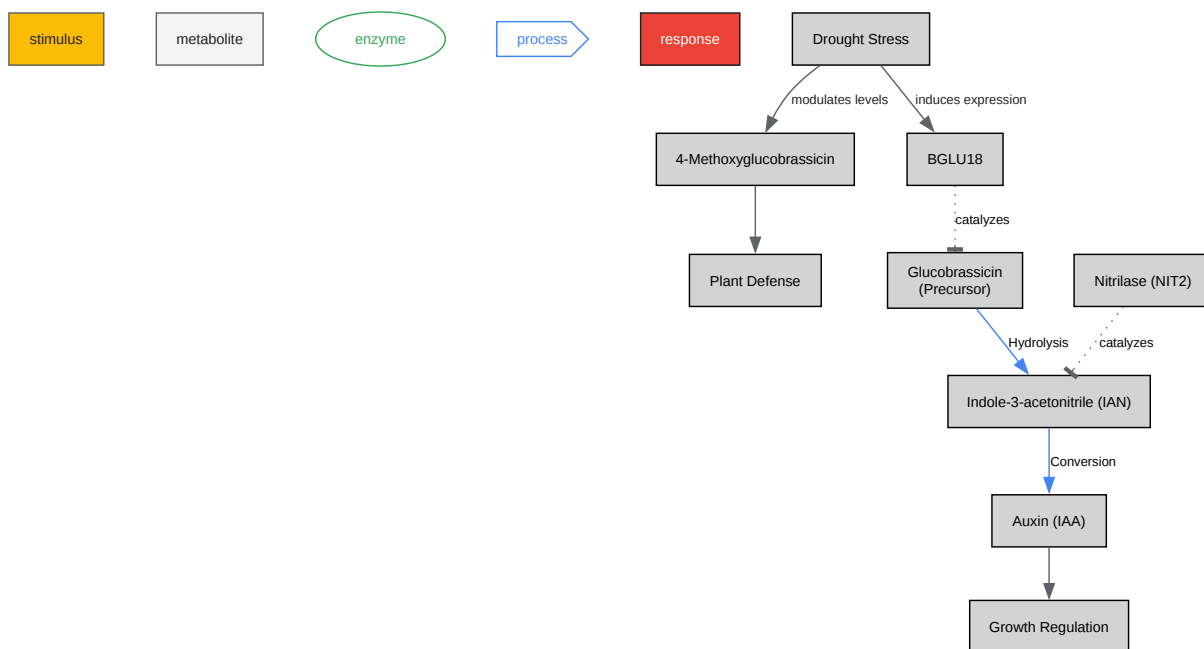 stimulus
metabolite
enzyme
process
response
Drought Stress
modulates levels
induces expression
4-Methoxyglucobrassicin
BGLU18
catalyzes
Plant Defense
Glucobrassicin
(Precursor)
Nitrilase (NIT2)
Hydrolysis
catalyzes
Indole-3-acetonitrile (IAN)
Conversion
Auxin (IAA)
Growth Regulation